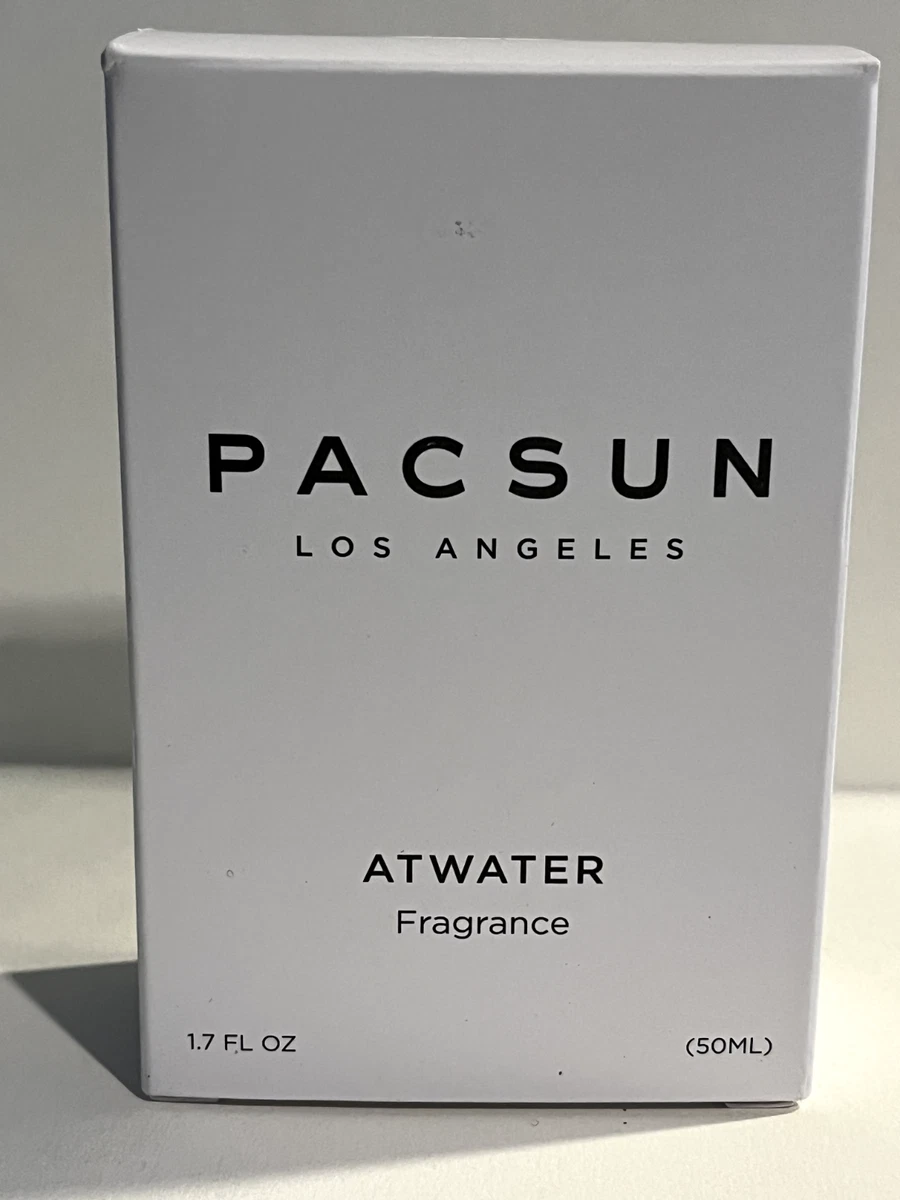 PACSUN
LOS ANGELES
ATWATER
Fragrance
1.7 FL OZ (50ML)